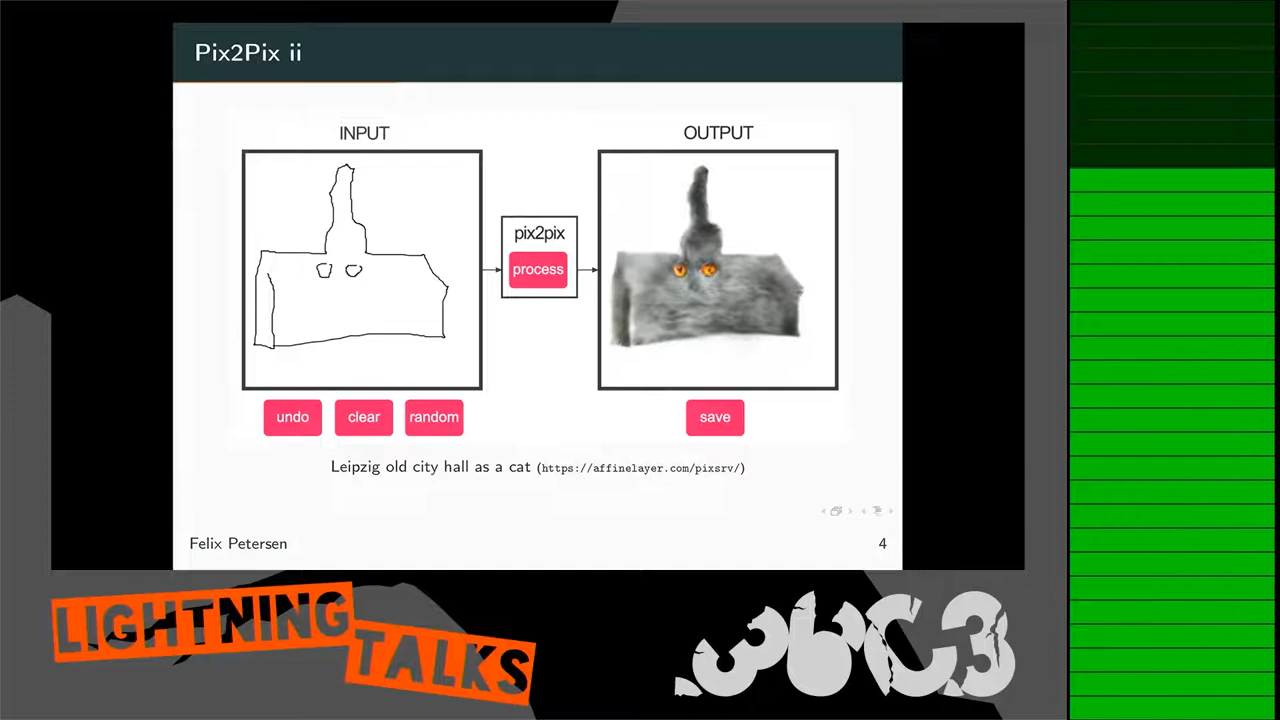 Pix2Pix ii
INPUT
OUTPUT
pix2pix
process
undo
clear
random
save
Leipzig old city hall as a cat (https://affinelayer.com/pixsrv/)
Felix Petersen
4
LIGHTNING
TALKS
36C3